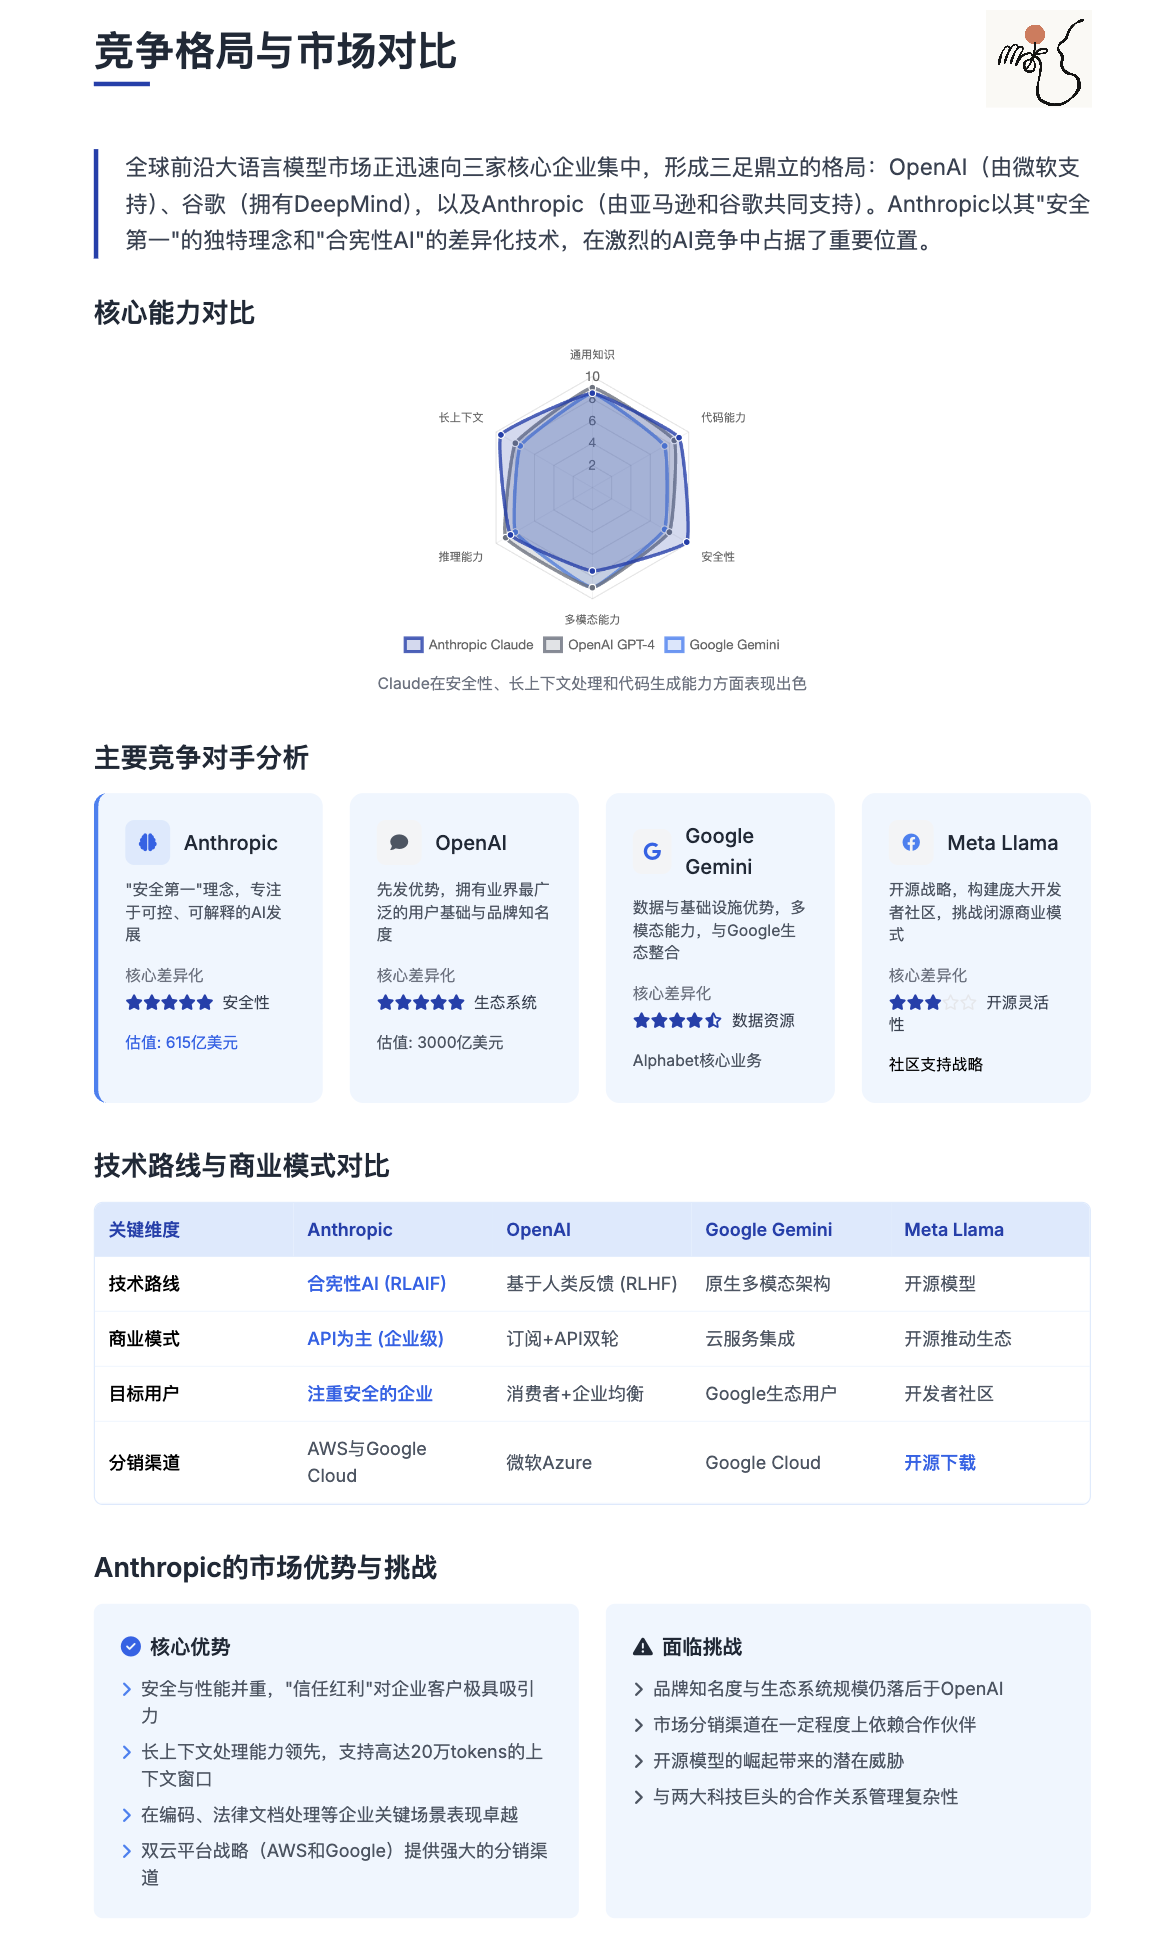 竞争格局与市场对比
全球前沿大语言模型市场正迅速向三家核心企业集中，形成三足鼎立的格局：OpenAI（由微软支
持）、谷歌（拥有DeepMind），以及Anthropic（由亚马逊和谷歌共同支持）。Anthropic以其"安全
第一"的独特理念和"合宪性AI"的差异化技术，在激烈的AI竞争中占据了重要位置。
核心能力对比
通用知识
10
8
6
4
2
长上下文
代码能力
推理能力
安全性
多模态能力
Anthropic Claude
OpenAI GPT-4
Google Gemini
Claude在安全性、长上下文处理和代码生成能力方面表现出色
主要竞争对手分析
Anthropic
"安全第一"理念，专注
于可控、可解释的AI发
展
核心差异化
安全性
估值: 615亿美元
OpenAI
先发优势，拥有业界最广
泛的用户基础与品牌知名
度
核心差异化
生态系统
估值: 3000亿美元
Google
Gemini
数据与基础设施优势，多
模态能力，与Google生
态整合
核心差异化
数据资源
Alphabet核心业务
Meta Llama
开源战略，构建庞大开发
者社区，挑战闭源商业模
式
核心差异化
开源灵活
性
社区支持战略
技术路线与商业模式对比
关键维度
Anthropic
OpenAI
Google Gemini
Meta Llama
技术路线
合宪性AI (RLAIF)
基于人类反馈 (RLHF)
原生多模态架构
开源模型
商业模式
API为主 (企业级)
订阅+API双轮
云服务集成
开源推动生态
目标用户
注重安全的企业
消费者+企业均衡
Google生态用户
开发者社区
分销渠道
AWS与Google
Cloud
微软Azure
Google Cloud
开源下载
Anthropic的市场优势与挑战
核心优势
安全与性能并重，"信任红利"对企业客户极具吸引
力
长上下文处理能力领先，支持高达20万tokens的上
下文窗口
在编码、法律文档处理等企业关键场景表现卓越
双云平台战略（AWS和Google）提供强大的分销渠
道
面临挑战
品牌知名度与生态系统规模仍落后于OpenAI
市场分销渠道在一定程度上依赖合作伙伴
开源模型的崛起带来的潜在威胁
与两大科技巨头的合作关系管理复杂性